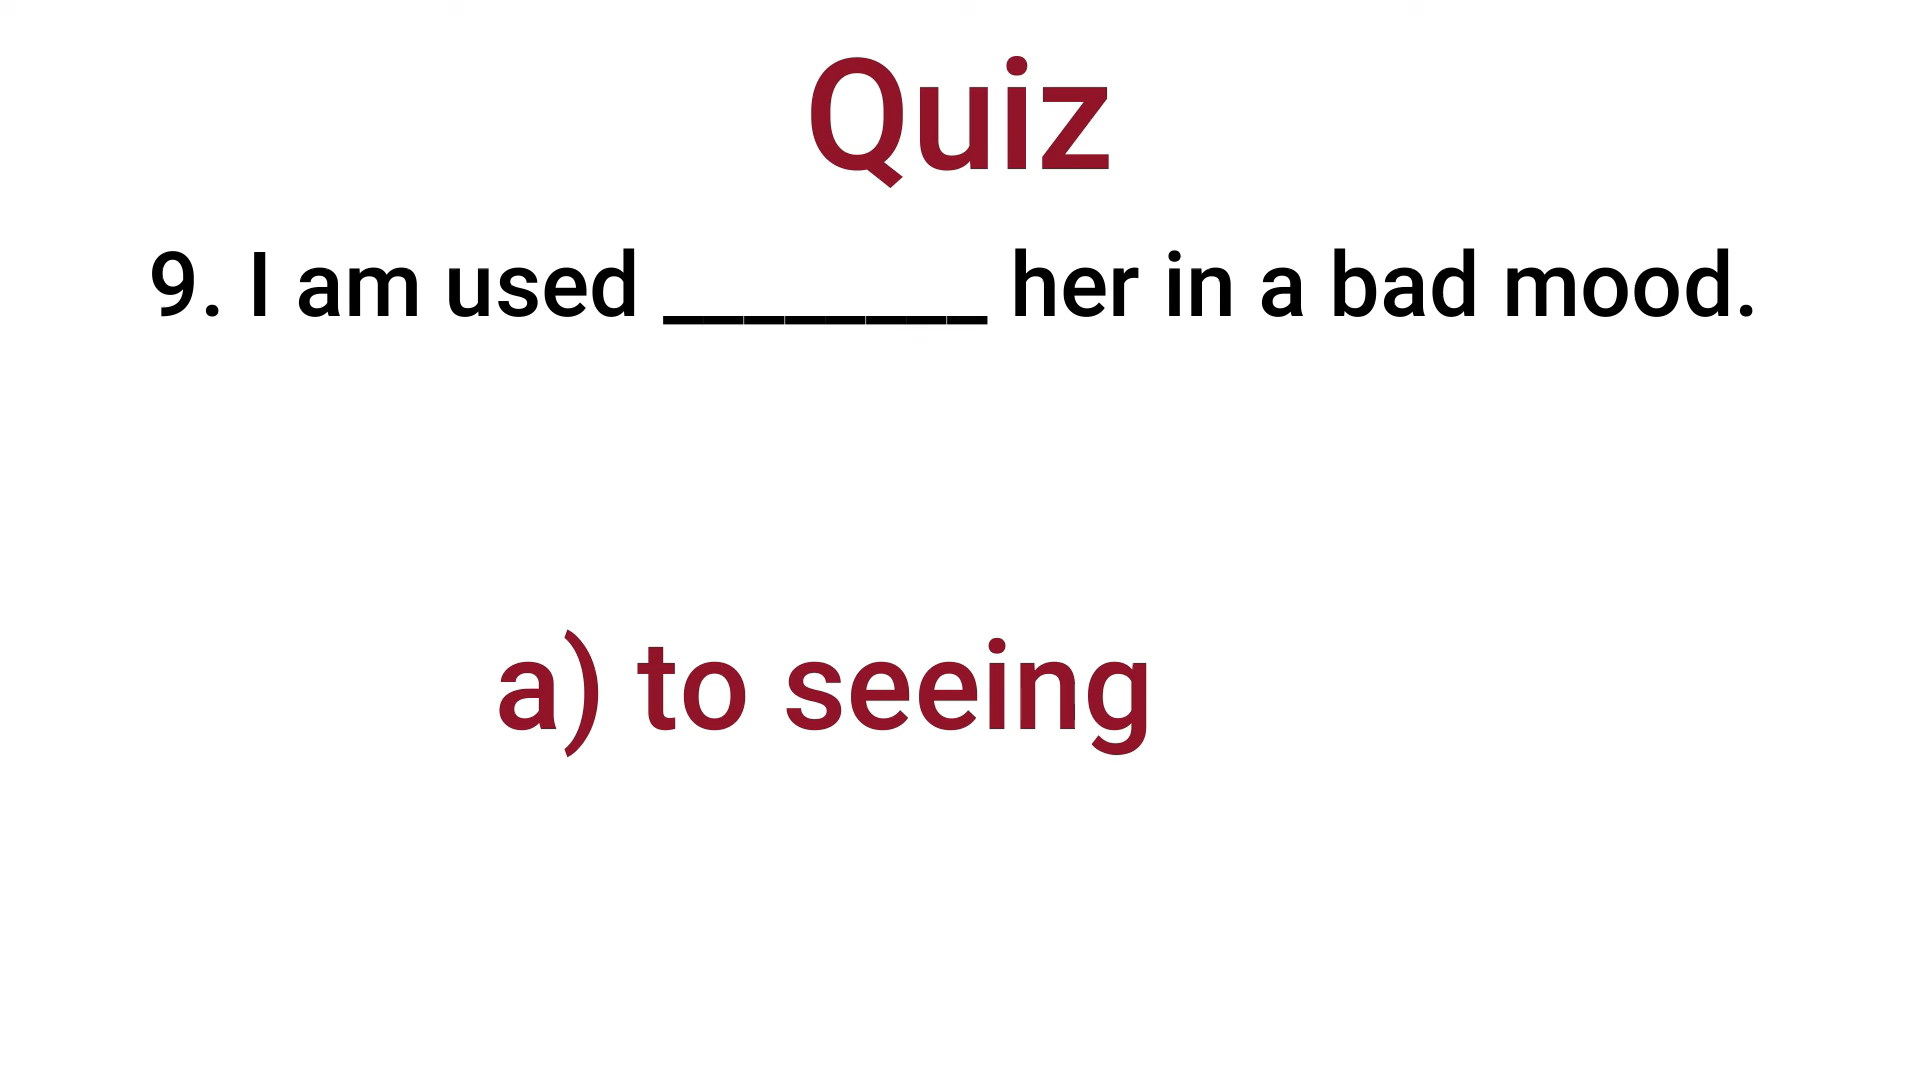 Quiz
9. I am used ________ her in a bad mood.
a) to seeing